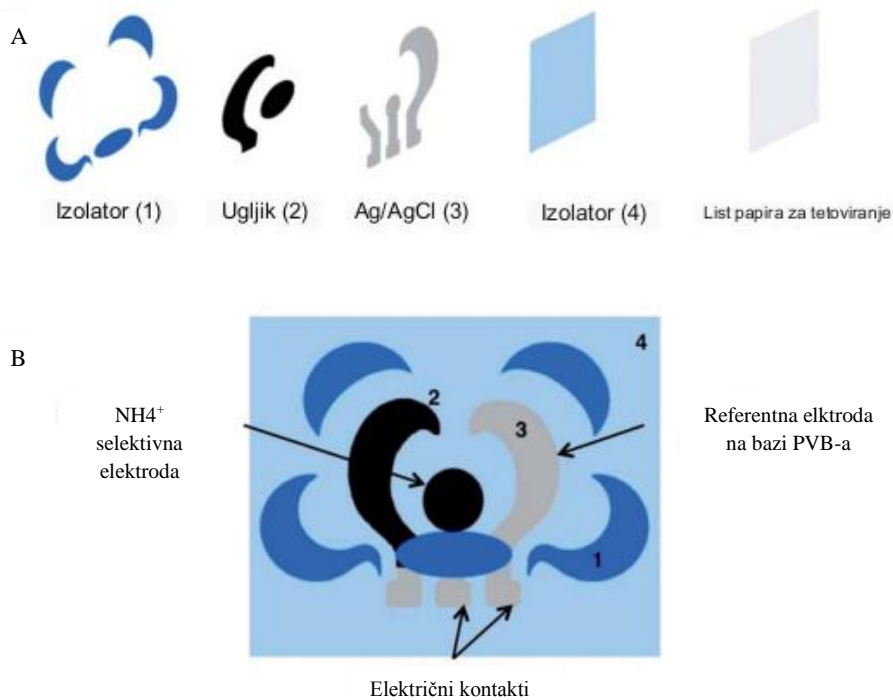 A
Izolator (1)
Ugljik (2)
Ag/AgCl (3)
Izolator (4)
List papira za tetoviranje
B
NH4⁺
selektivna
elektroda
2
3
4
1
Referentna elktroda
na bazi PVB-a
Električni kontakti